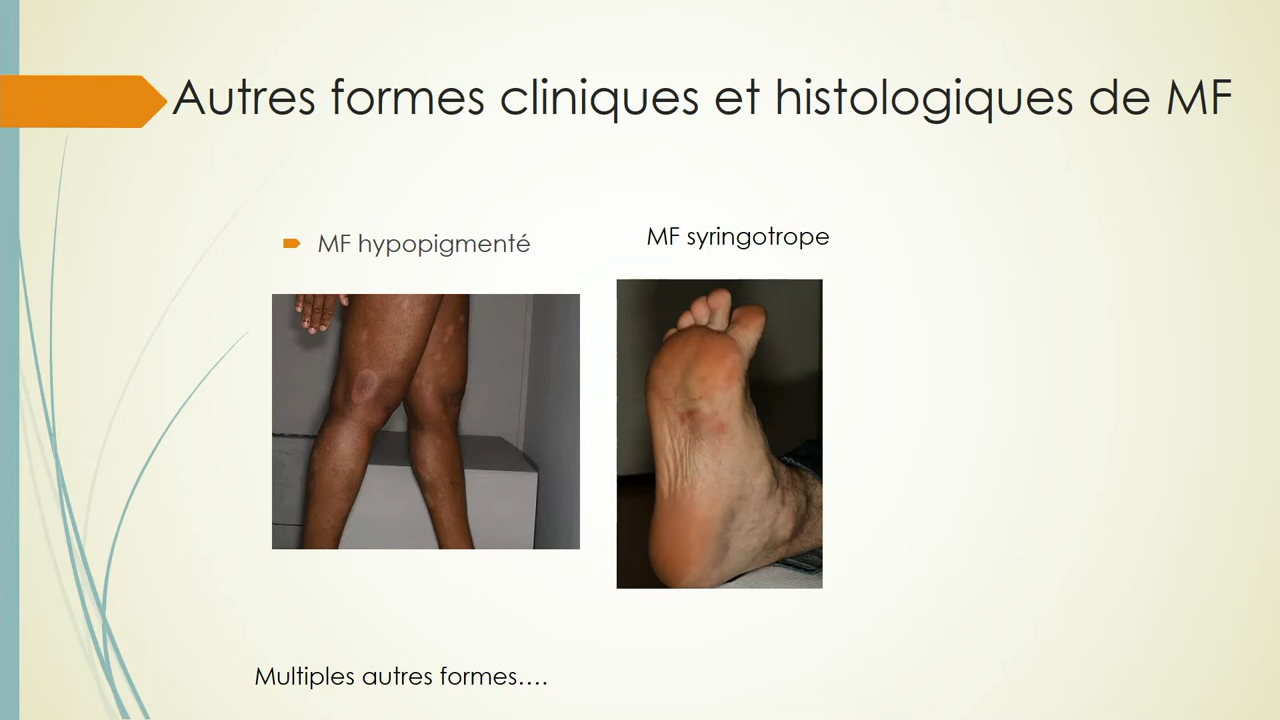 Autres formes cliniques et histologiques de MF
MF hypopigmenté
MF syringotrope
Multiples autres formes....